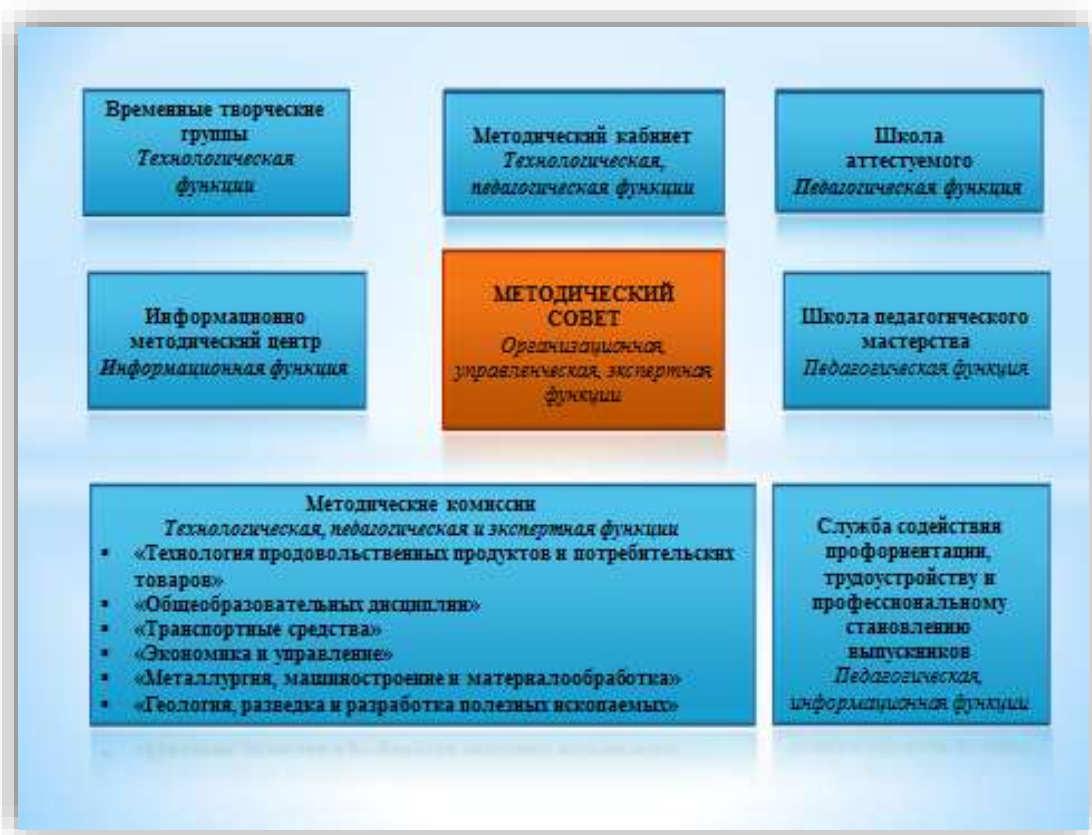 Временные творческие
группы
Технологическая
функции
Методический кабинет
Технологическая,
педагогическая функции
Школа
аттестуемого
Педагогическая функция
Информационно
методический центр
Информационная функция
МЕТОДИЧЕСКИЙ
СОВЕТ
Организационная,
управленческая, экспертная
функции
Школа педагогического
мастерства
Педагогическая функция
Методические комиссии
Технологическая, педагогическая и экспертная функции
▪ «Технология продовольственных продуктов и потребительских
товаров»
▪ «Общеобразовательных дисциплин»
▪ «Транспортные средства»
▪ «Экономика и управление»
▪ «Металлургия, машиностроение и материалообработка»
▪ «Геология, разведка и разработка полезных ископаемых»
Служба содействия
профориентации,
трудоустройству и
профессиональному
становлению
выпускников
Педагогическая,
информационная функции